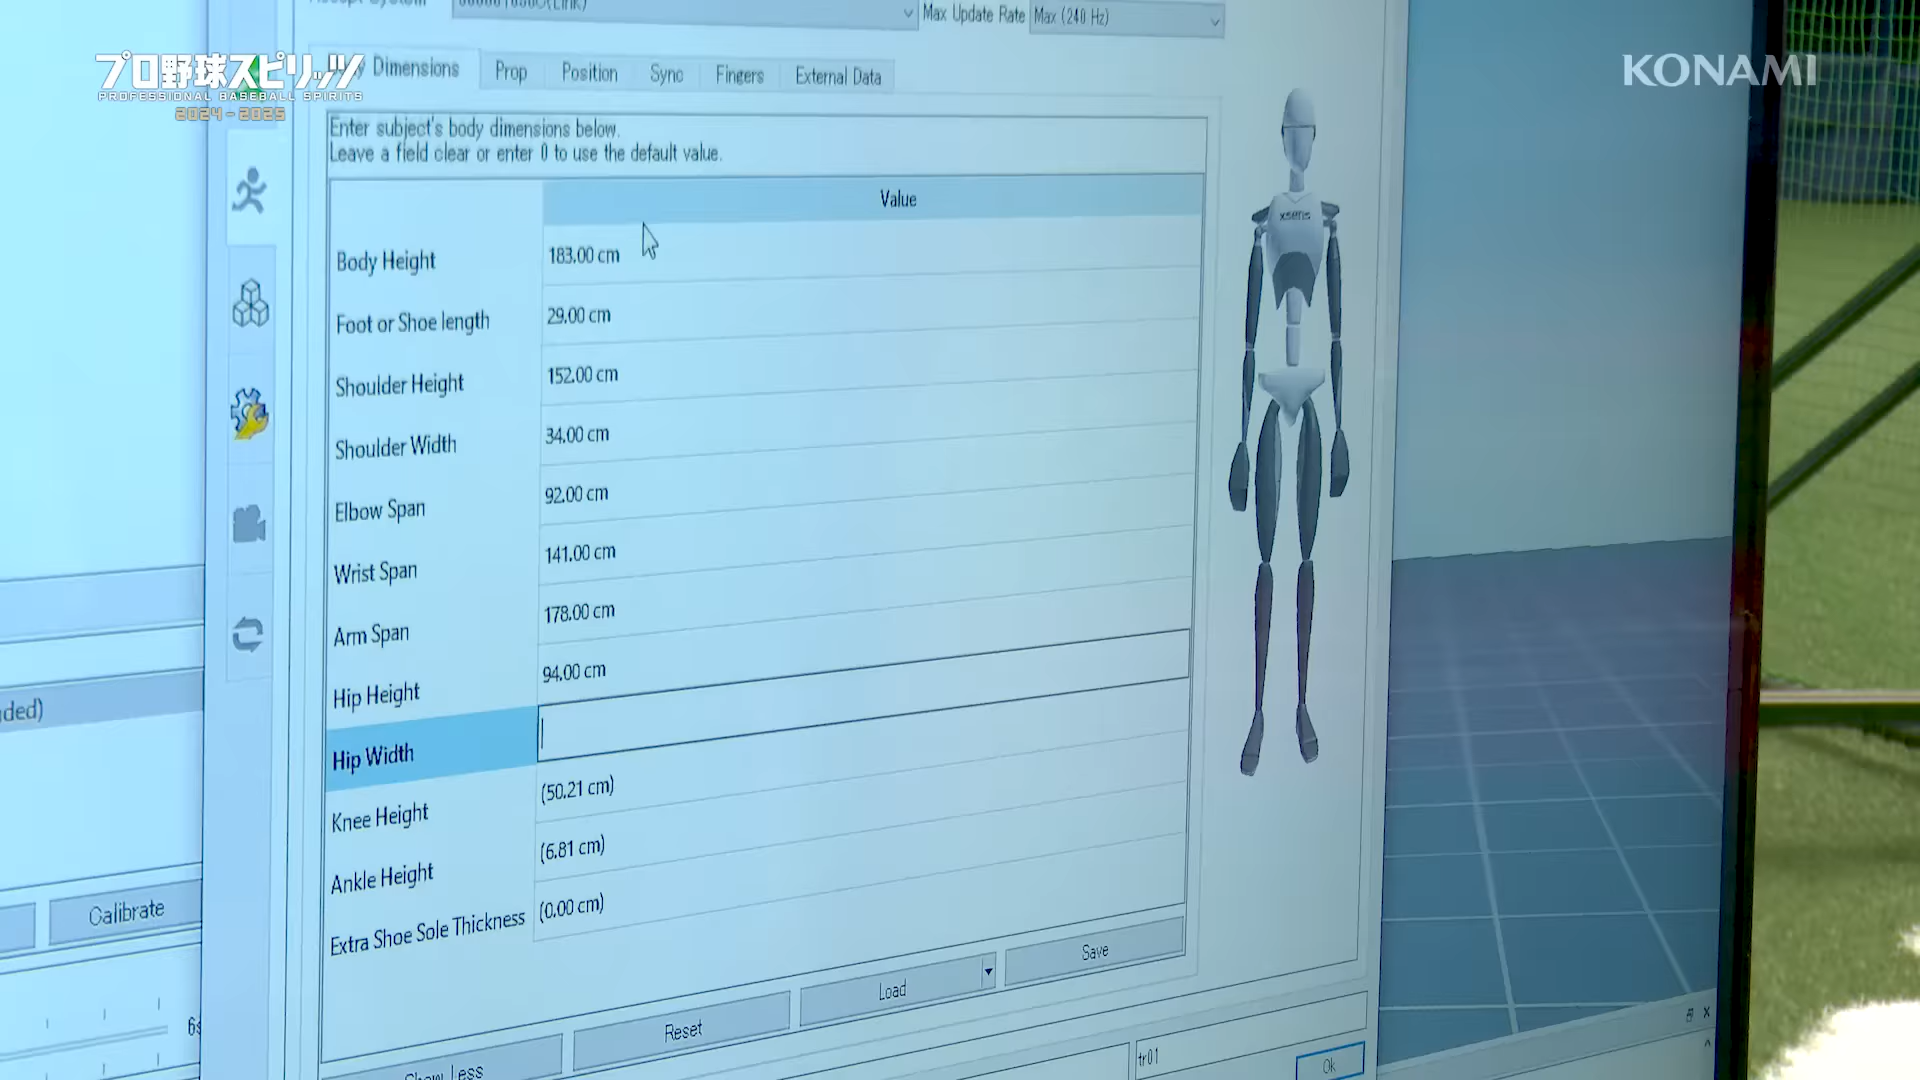 Max Update Rate
Max (240 Hz)
プロ野球スピリッツ
PROFESSIONAL BASEBALL SPIRITS
2024-2025
KONAMI
Dimensions
Prop
Position
Sync
Fingers
External Data
Enter subject's body dimensions below.
Leave a field clear or enter 0 to use the default value.
Value
xsens
Body Height
183.00 cm
Foot or Shoe length
29.00 cm
Shoulder Height
152.00 cm
Shoulder Width
34.00 cm
Elbow Span
92.00 cm
Wrist Span
141.00 cm
Arm Span
178.00 cm
Hip Height
94.00 cm
Hip Width
Knee Height
(50.21 cm)
Ankle Height
(6.81 cm)
Extra Shoe Sole Thickness
(0.00 cm)
Calibrate
Save
Load
Reset
Less
tr01
Ok